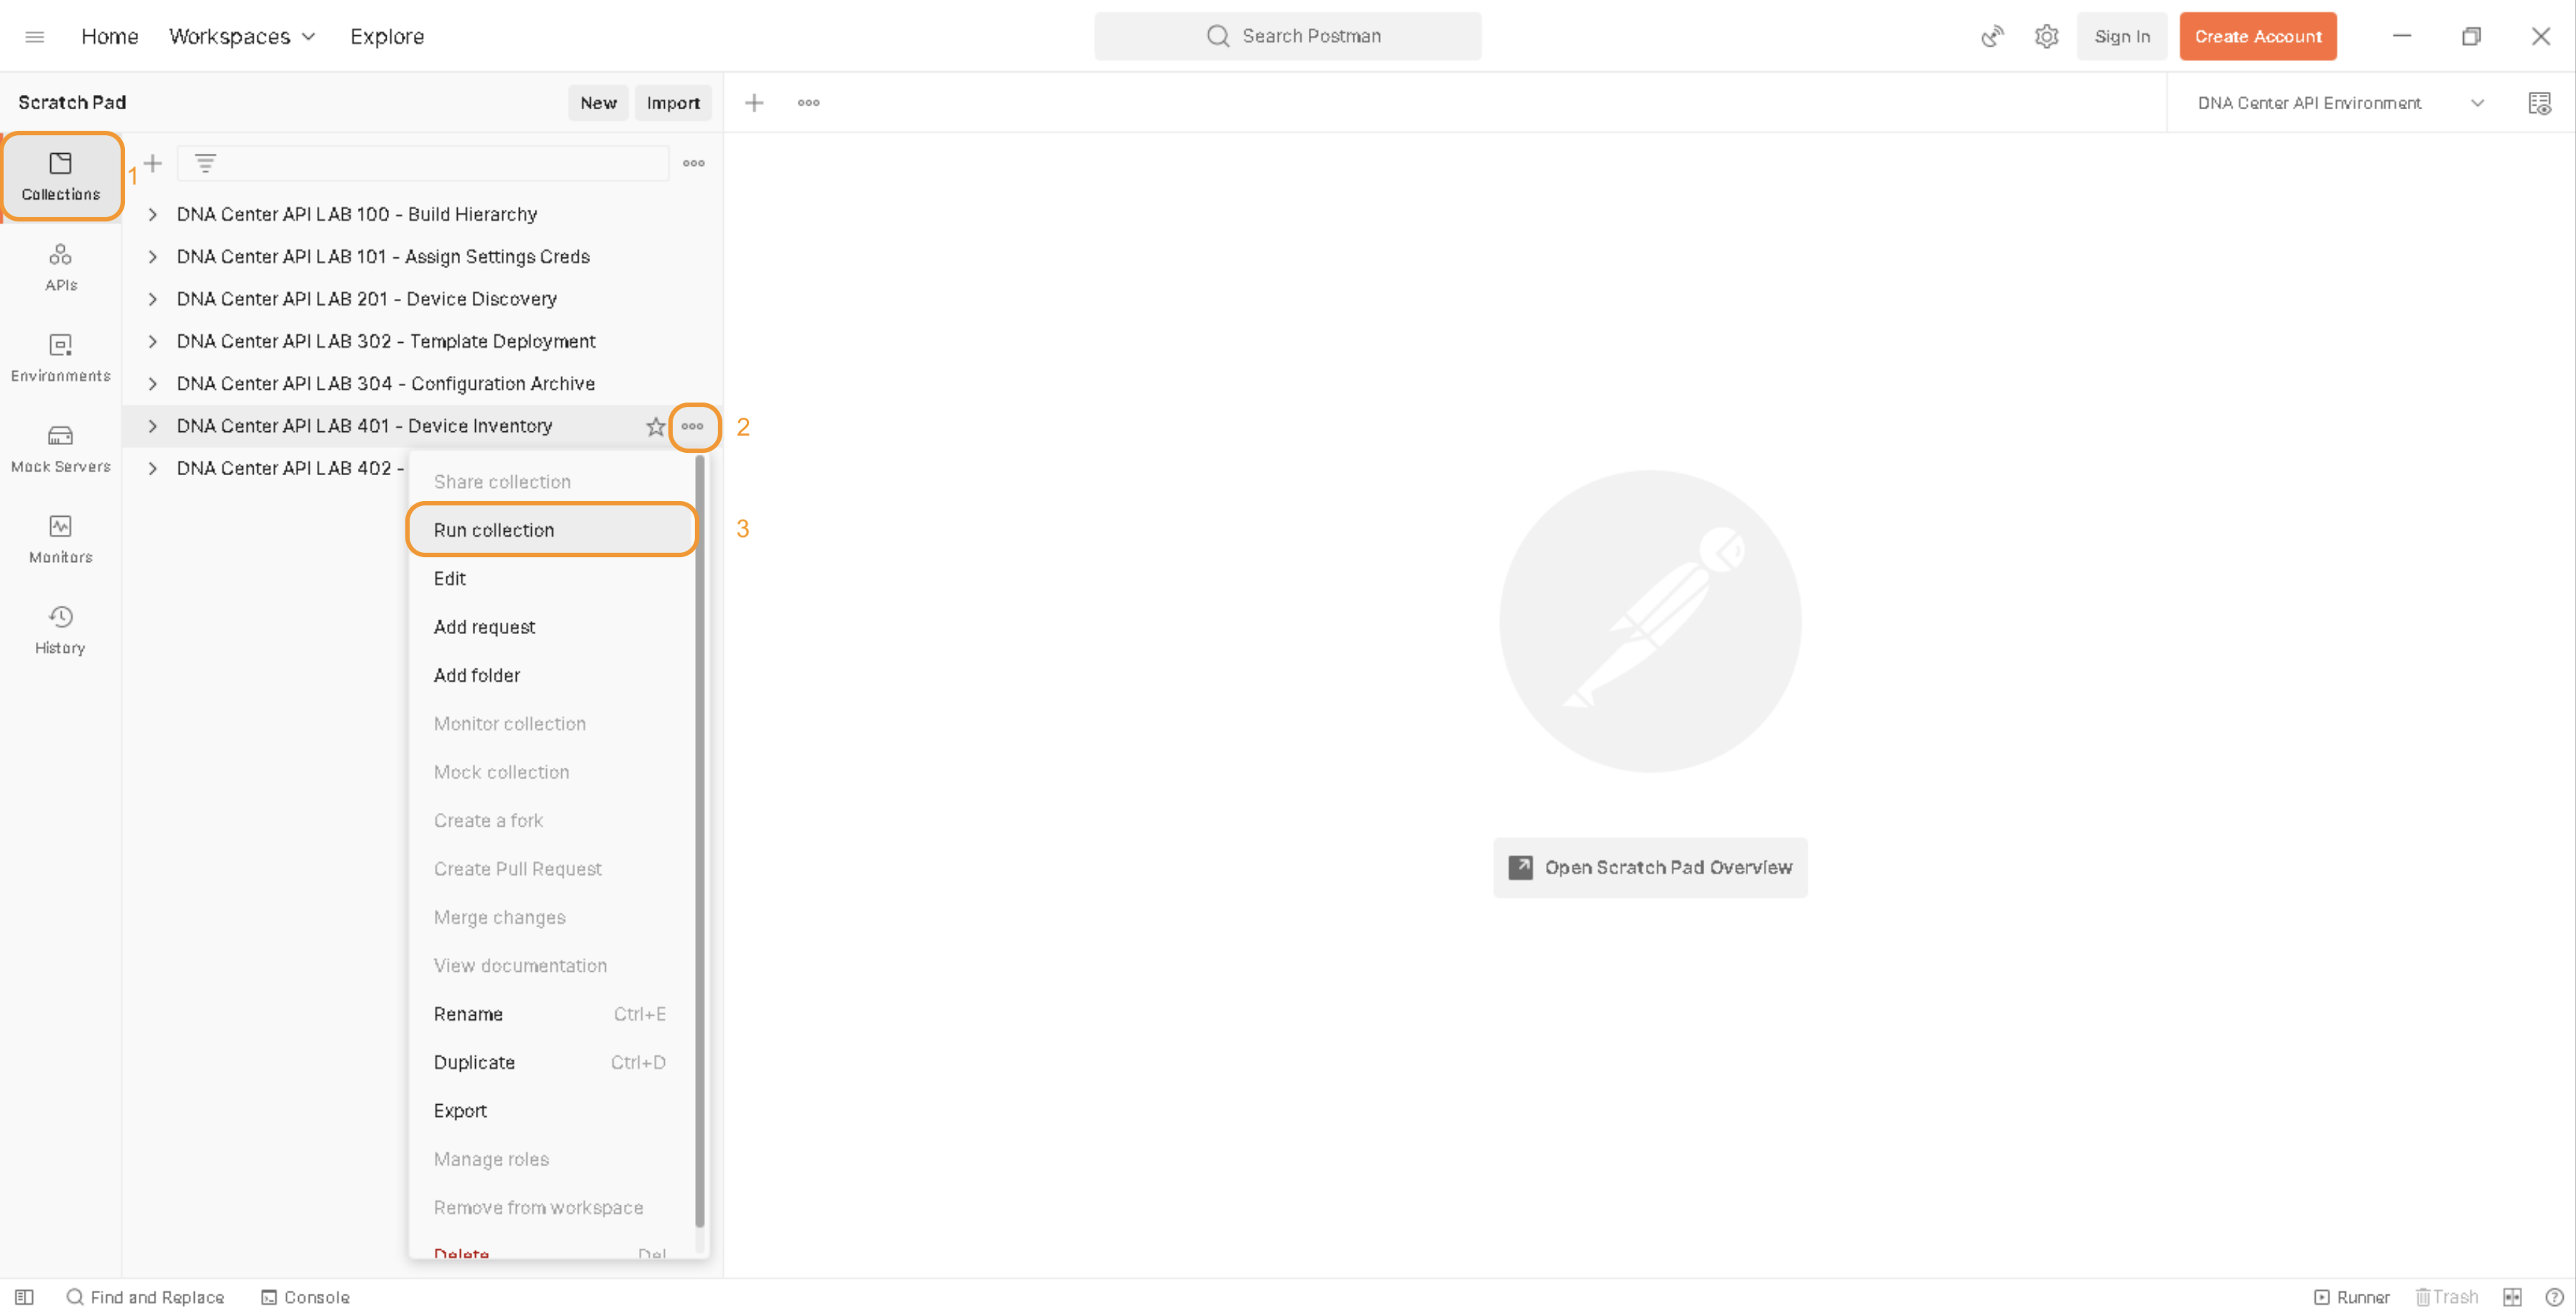 Home Workspaces Explore
Search Postman
Sign In Create Account
Scratch Pad New Import
DNA Center API Environment
Collections
1
DNA Center API LAB 100 - Build Hierarchy
DNA Center API LAB 101 - Assign Settings Creds
APIs
DNA Center API LAB 201 - Device Discovery
DNA Center API LAB 302 - Template Deployment
Environments
DNA Center API LAB 304 - Configuration Archive
DNA Center API LAB 401 - Device Inventory
2
Mock Servers
DNA Center API LAB 402 -
Share collection
Run collection
3
Monitors
Edit
Add request
History
Add folder
Monitor collection
Mock collection
Create a fork
Create Pull Request
Open Scratch Pad Overview
Merge changes
View documentation
Rename Ctrl+E
Duplicate Ctrl+D
Export
Manage roles
Remove from workspace
Delete Del
Find and Replace Console
Runner Trash